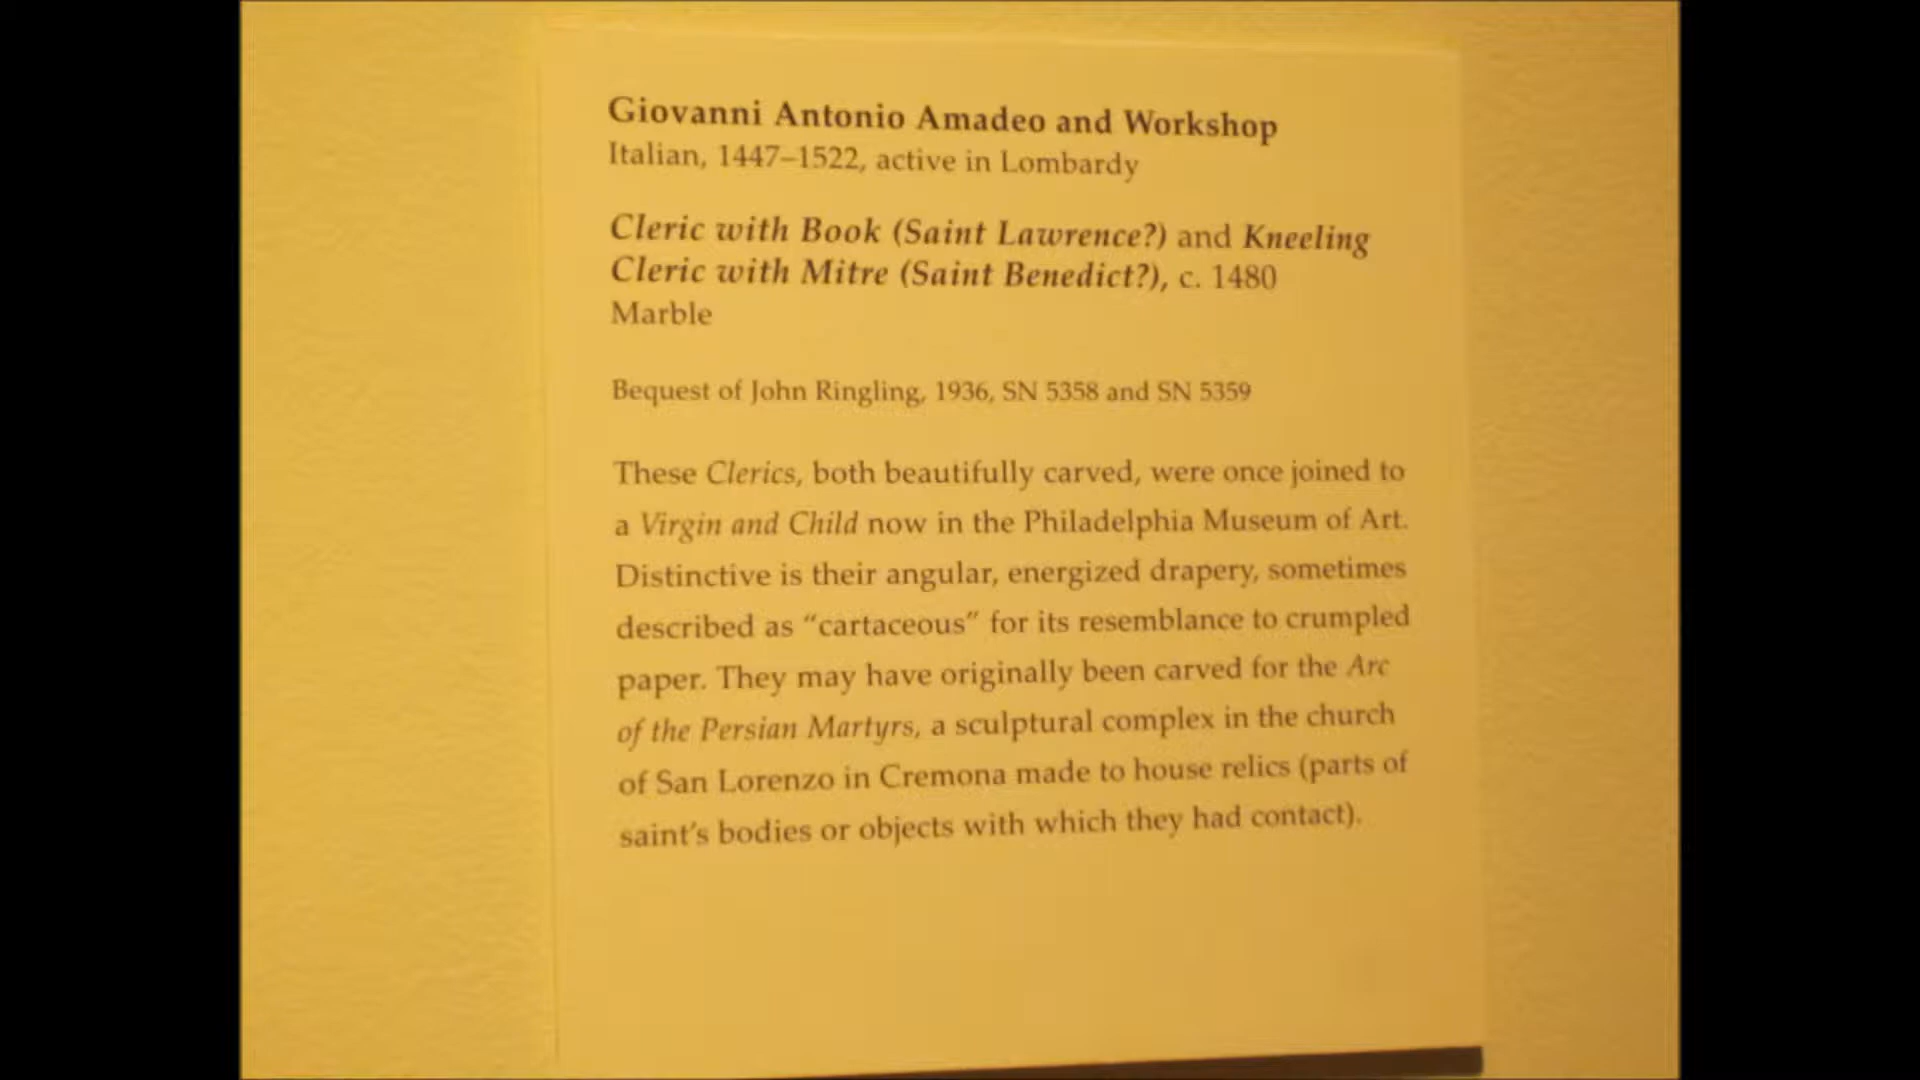 Giovanni Antonio Amadeo and Workshop
Italian, 1447–1522, active in Lombardy
Cleric with Book (Saint Lawrence?) and Kneeling
Cleric with Mitre (Saint Benedict?), c. 1480
Marble
Bequest of John Ringling, 1936, SN 5358 and SN 5359
These Clerics, both beautifully carved, were once joined to
a Virgin and Child now in the Philadelphia Museum of Art.
Distinctive is their angular, energized drapery, sometimes
described as “cartaceous” for its resemblance to crumpled
paper. They may have originally been carved for the Arc
of the Persian Martyrs, a sculptural complex in the church
of San Lorenzo in Cremona made to house relics (parts of
saint’s bodies or objects with which they had contact).